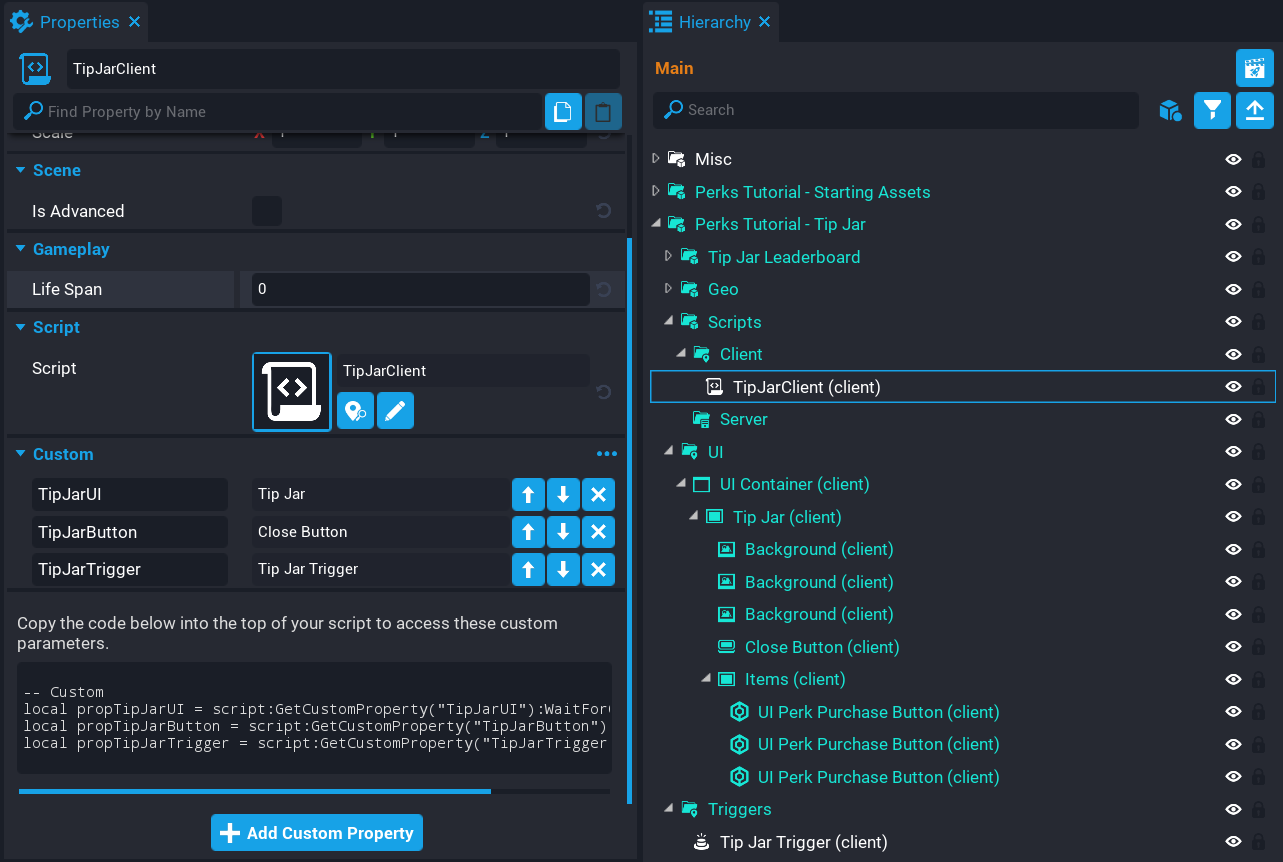 Properties
TipJarClient
Find Property by Name
Scale X Y Z
Scene
Is Advanced
Gameplay
Life Span 0
Script
Script TipJarClient
Custom
TipJarUI Tip Jar
TipJarButton Close Button
TipJarTrigger Tip Jar Trigger
Copy the code below into the top of your script to access these custom
parameters.
-- Custom
local propTipJarUI = script:GetCustomProperty("TipJarUI"):WaitFor
local propTipJarButton = script:GetCustomProperty("TipJarButton")
local propTipJarTrigger = script:GetCustomProperty("TipJarTrigger
Add Custom Property
Hierarchy
Main
Search
Misc
Perks Tutorial - Starting Assets
Perks Tutorial - Tip Jar
Tip Jar Leaderboard
Geo
Scripts
Client
TipJarClient (client)
Server
UI
UI Container (client)
Tip Jar (client)
Background (client)
Background (client)
Background (client)
Close Button (client)
Items (client)
UI Perk Purchase Button (client)
UI Perk Purchase Button (client)
UI Perk Purchase Button (client)
Triggers
Tip Jar Trigger (client)